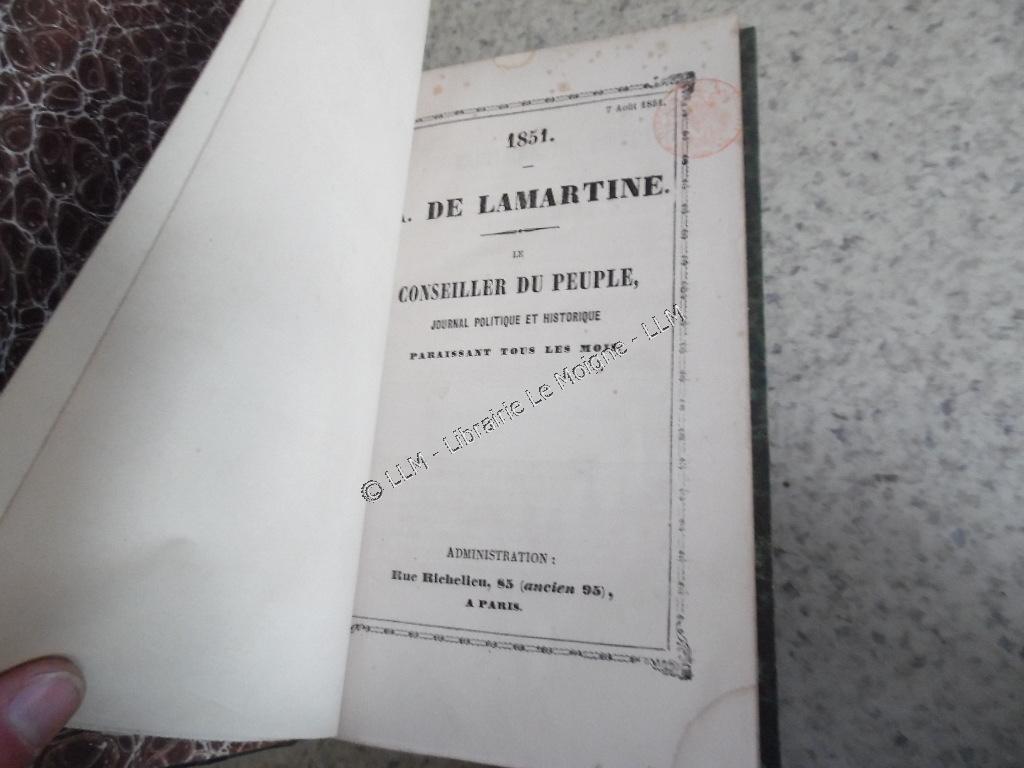 7 Août 1851.
1851.
A. DE LAMARTINE.
LE
CONSEILLER DU PEUPLE,
JOURNAL POLITIQUE ET HISTORIQUE
PARAISSANT TOUS LES MOIS
© LLM - Librairie Le Moigne - LLM
ADMINISTRATION :
Rue Richelieu, 85 (ancien 95),
A PARIS.